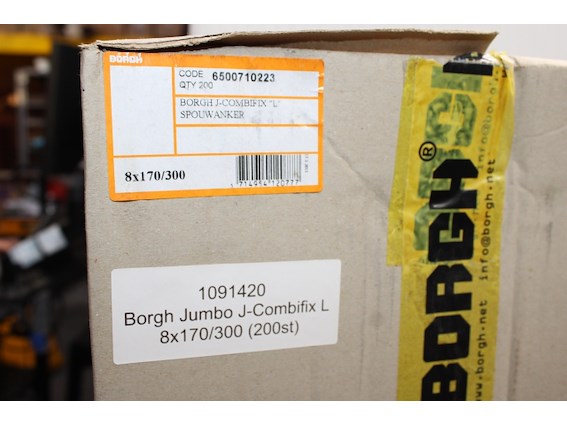 BORGH
CODE 6500710223
QTY 200
BORGH J-COMBIFIX "L"
SPOUWANKER
8x170/300
1091420
Borgh Jumbo J-Combifix L
8x170/300 (200st)
BORGH®
www.borgh.net info@borgh.net